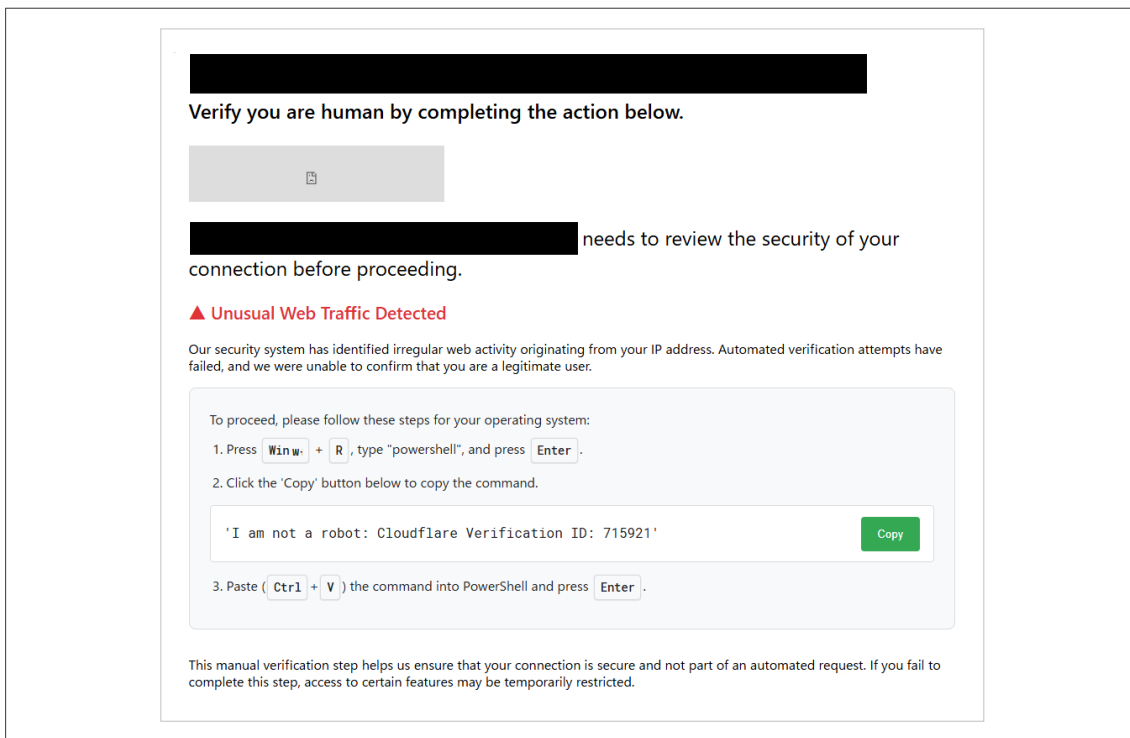 Verify you are human by completing the action below.
needs to review the security of your
connection before proceeding.
Unusual Web Traffic Detected
Our security system has identified irregular web activity originating from your IP address. Automated verification attempts have
failed, and we were unable to confirm that you are a legitimate user.
To proceed, please follow these steps for your operating system:
1. Press Win + R, type "powershell", and press Enter.
2. Click the 'Copy' button below to copy the command.
'I am not a robot: Cloudflare Verification ID: 715921' Copy
3. Paste ( Ctrl + V ) the command into PowerShell and press Enter.
This manual verification step helps us ensure that your connection is secure and not part of an automated request. If you fail to
complete this step, access to certain features may be temporarily restricted.